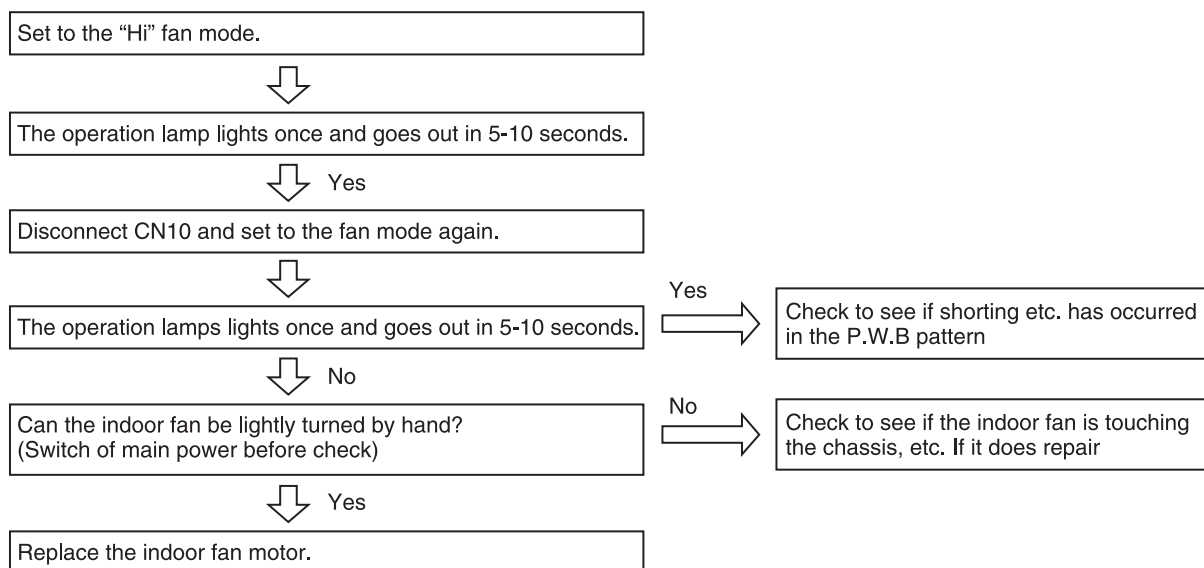 Set to the “Hi” fan mode.
The operation lamp lights once and goes out in 5-10 seconds.
Yes
Disconnect CN10 and set to the fan mode again.
The operation lamps lights once and goes out in 5-10 seconds.
Yes
Check to see if shorting etc. has occurred
in the P.W.B pattern
No
Can the indoor fan be lightly turned by hand?
(Switch of main power before check)
No
Check to see if the indoor fan is touching
the chassis, etc. If it does repair
Yes
Replace the indoor fan motor.